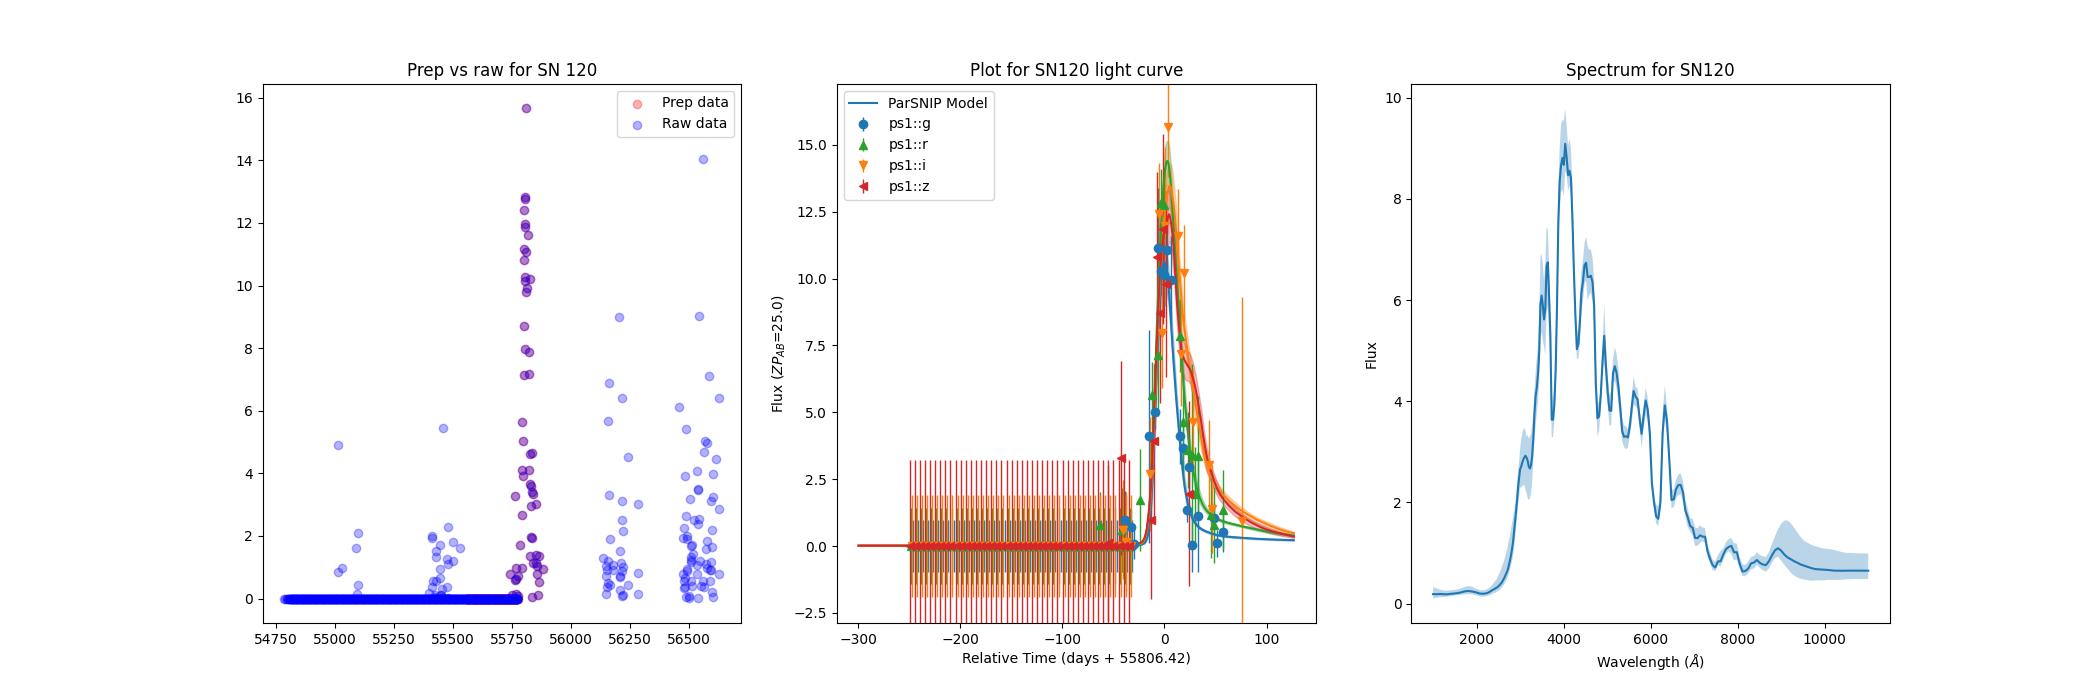 Prep vs raw for SN 120
16
14
12
10
8
6
4
2
0
54750 55000 55250 55500 55750 56000 56250 56500
Prep data
Raw data
Plot for SN120 light curve
Flux (ZP_AB=25.0)
15.0
12.5
10.0
7.5
5.0
2.5
0.0
−2.5
−300 −200 −100 0 100
Relative Time (days + 55806.42)
ParSNIP Model
ps1::g
ps1::r
ps1::i
ps1::z
Spectrum for SN120
Flux
10
8
6
4
2
0
2000 4000 6000 8000 10000
Wavelength (Å)